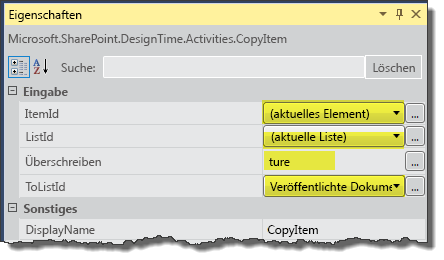 Eigenschaften
Microsoft.SharePoint.DesignTime.Activities.CopyItem
A Z Suche: Löschen
Eingabe
ItemId (aktuelles Element) ...
ListId (aktuelle Liste) ...
Überschreiben ture ...
ToListId Veröffentlichte Dokume ...
Sonstiges
DisplayName CopyItem